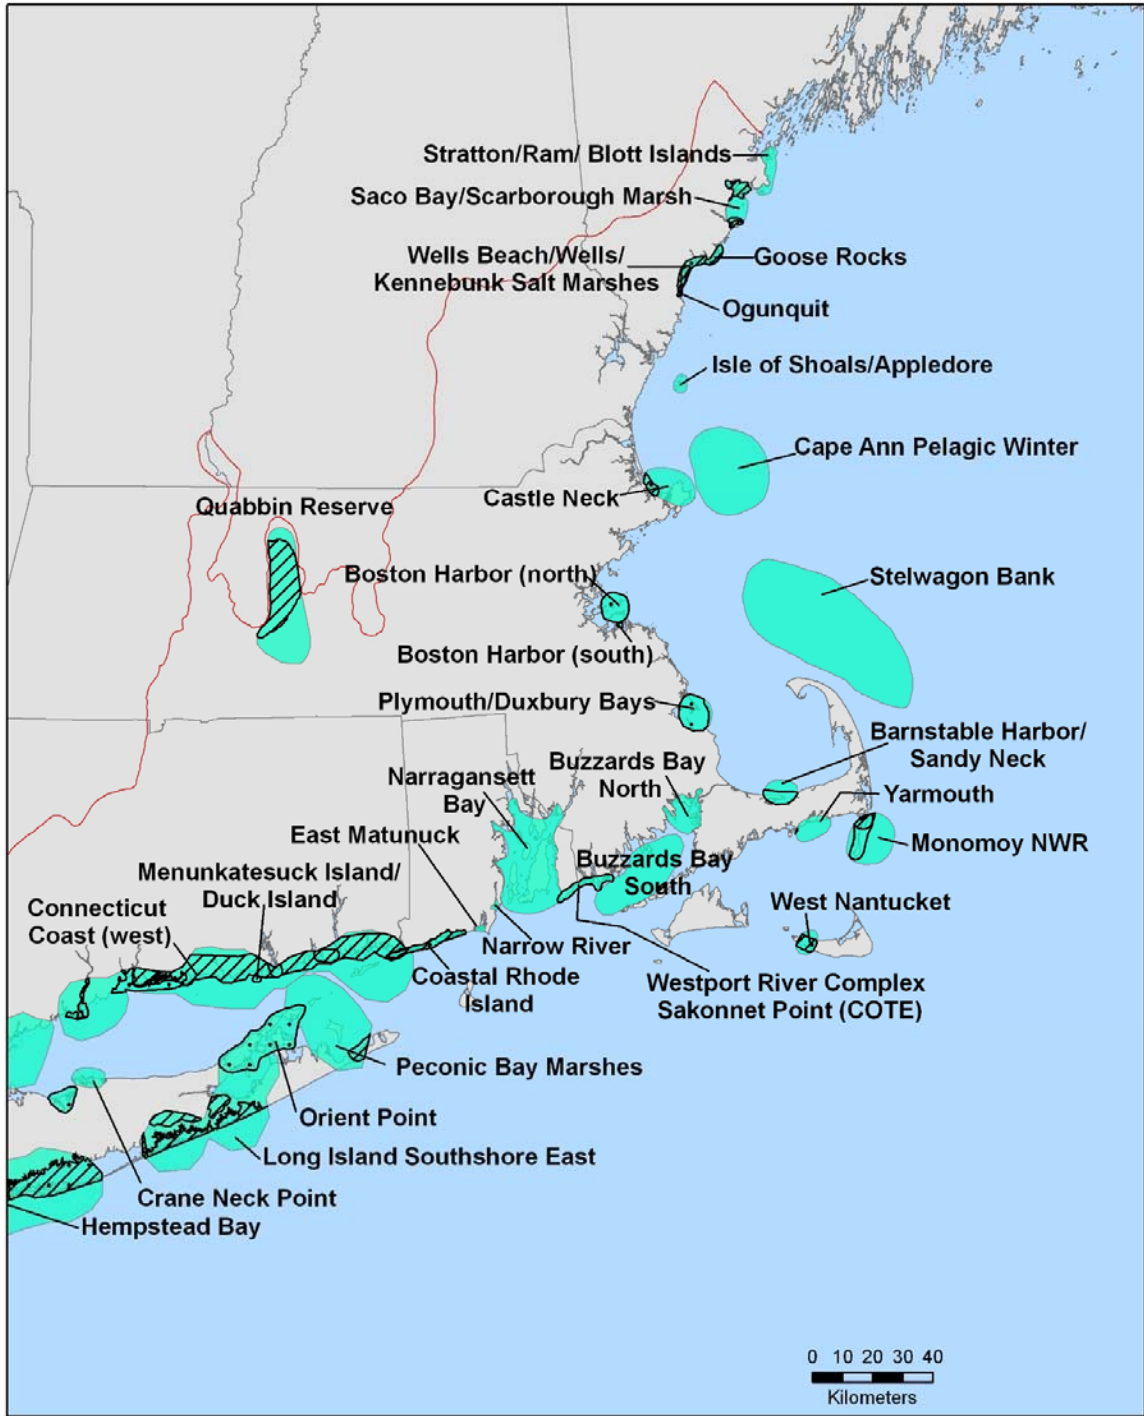 Stratton/Ram/ Blott Islands
Saco Bay/Scarborough Marsh
Wells Beach/Wells/
Kennebunk Salt Marshes
Goose Rocks
Ogunquit
Isle of Shoals/Appledore
Cape Ann Pelagic Winter
Castle Neck
Quabbin Reserve
Boston Harbor (north)
Stelwagon Bank
Boston Harbor (south)
Plymouth/Duxbury Bays
Barnstable Harbor/
Sandy Neck
Buzzards Bay
North
Narragansett
Bay
Yarmouth
East Matunuck
Monomoy NWR
Buzzards Bay
South
Menunkatesuck Island/
Duck Island
Connecticut
Coast (west)
West Nantucket
Narrow River
Coastal Rhode
Island
Westport River Complex
Sakonnet Point (COTE)
Peconic Bay Marshes
Orient Point
Long Island Southshore East
Crane Neck Point
Hempstead Bay
0 10 20 30 40
Kilometers